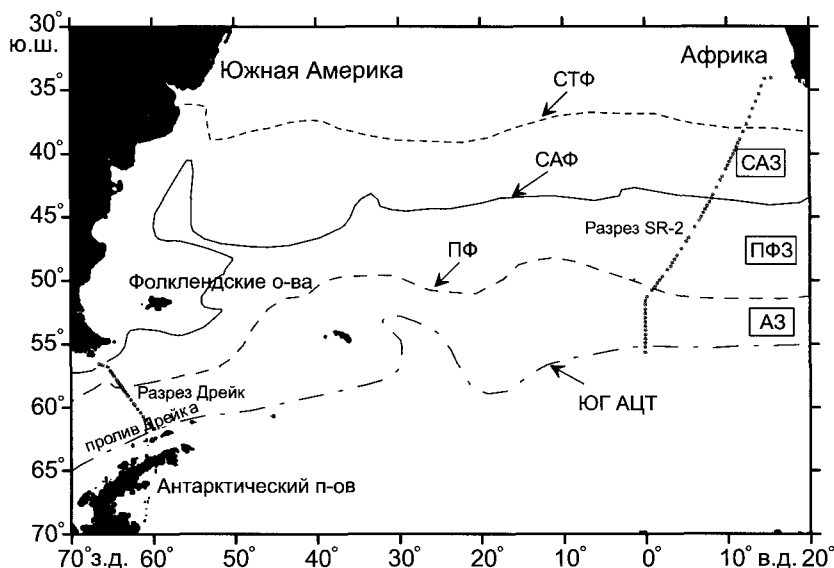 30°
ю.ш.
35°
40°
45°
50°
55°
60°
65°
70°
Южная Америка
Африка
СТФ
САЗ
САФ
Разрез SR-2
ПФ
ПФЗ
Фолклендские о-ва
АЗ
Разрез Дрейк
ЮГ АЦТ
пролив Дрейка
Антарктический п-ов
70° з.д. 60° 50° 40° 30° 20° 10° 0° 10° в.д. 20°